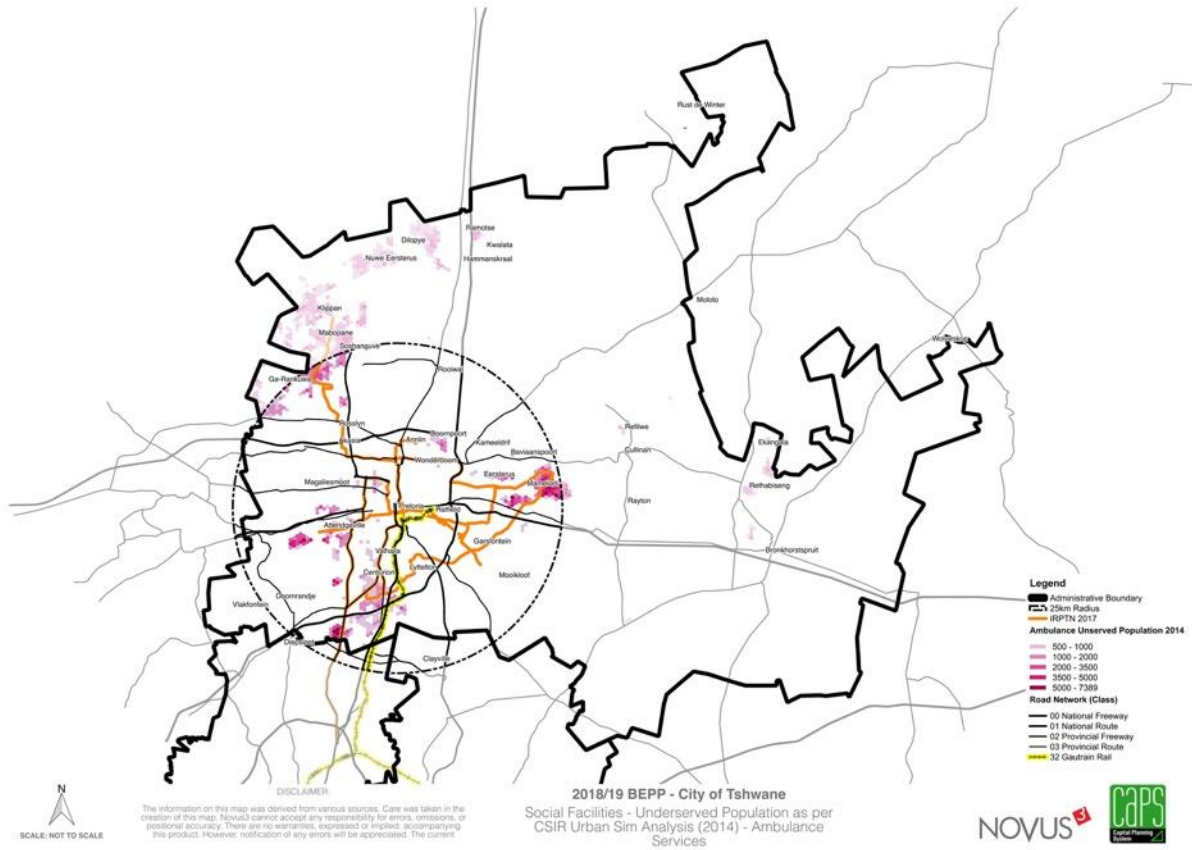 Rust de Winter
Ramotse
Dilopye
Kwalata
Nuwe Eersterus
Hammanskraal
Moloto
Klippan
Mabopane
Soshanguve
Rooiwal
Ga-Rankuwa
Rosslyn
Akasia
Annlin
Boompoort
Kameeldrif
Wonderboom
Baviaanspoort
Refilwe
Cullinan
Ekangala
Eersterus
Magaliesmoot
Rethabiseng
Rayton
Pretoria
Hatfield
Atteridgeville
Garsfontein
Valhalla
Bronkhorstspruit
Centurion
Lyttelton
Mooikloof
Doornrandje
Vlakfontein
Diepsloot
Clayville
Legend
Administrative Boundary
25km Radius
IRPTN 2017
Ambulance Unserved Population 2014
500 - 1000
1000 - 2000
2000 - 3500
3500 - 5000
5000 - 7389
Road Network (Class)
00 National Freeway
01 National Route
02 Provincial Freeway
03 Provincial Route
32 Gautrain Rail
N
SCALE: NOT TO SCALE
DISCLAIMER:
The information on this map was derived from various sources. Care was taken in the
creation of this map. Novus3 cannot accept any responsibility for errors, omissions, or
positional accuracy. There are no warranties, expressed or implied, accompanying
this product. However, notification of any errors will be appreciated. The current
2018/19 BEPP - City of Tshwane
Social Facilities - Underserved Population as per
CSIR Urban Sim Analysis (2014) - Ambulance
Services
NOVUS3
CAPS
Capital Planning
System